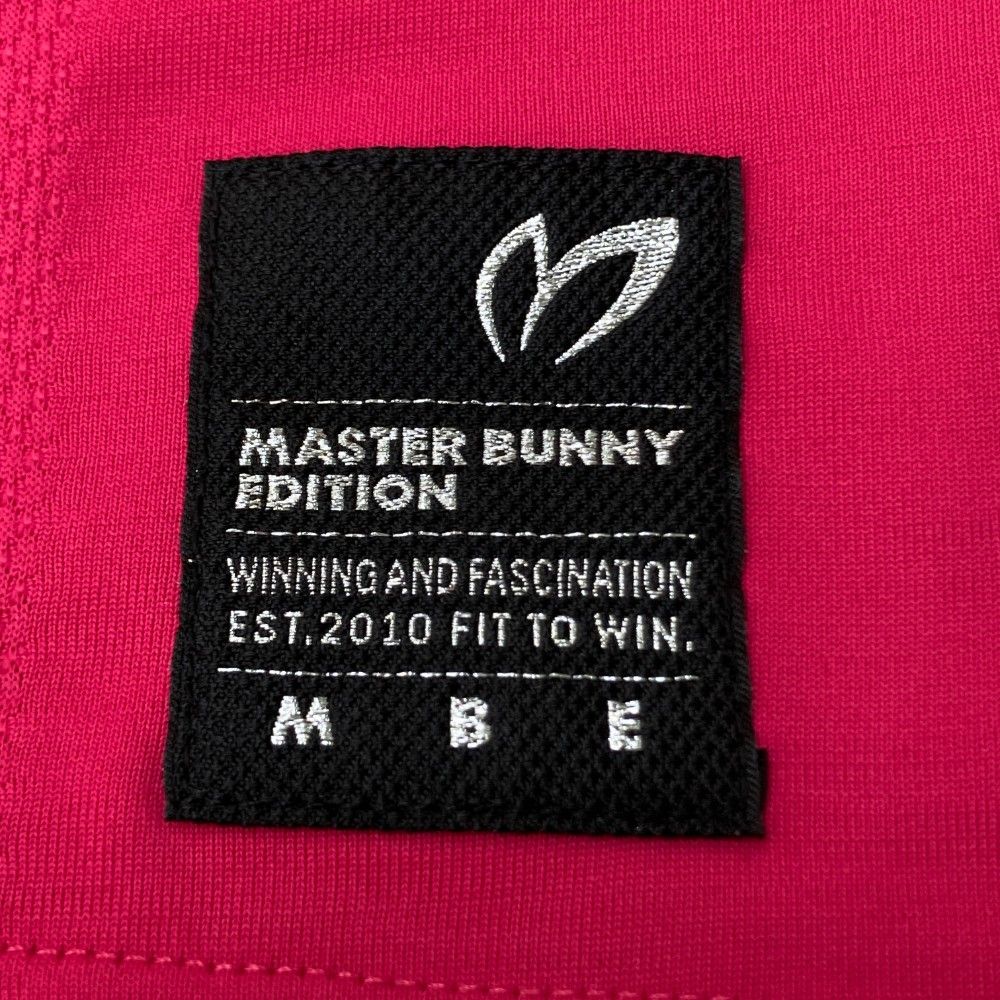 MASTER BUNNY
EDITION
WINNING AND FASCINATION
EST.2010 FIT TO WIN.
M B E